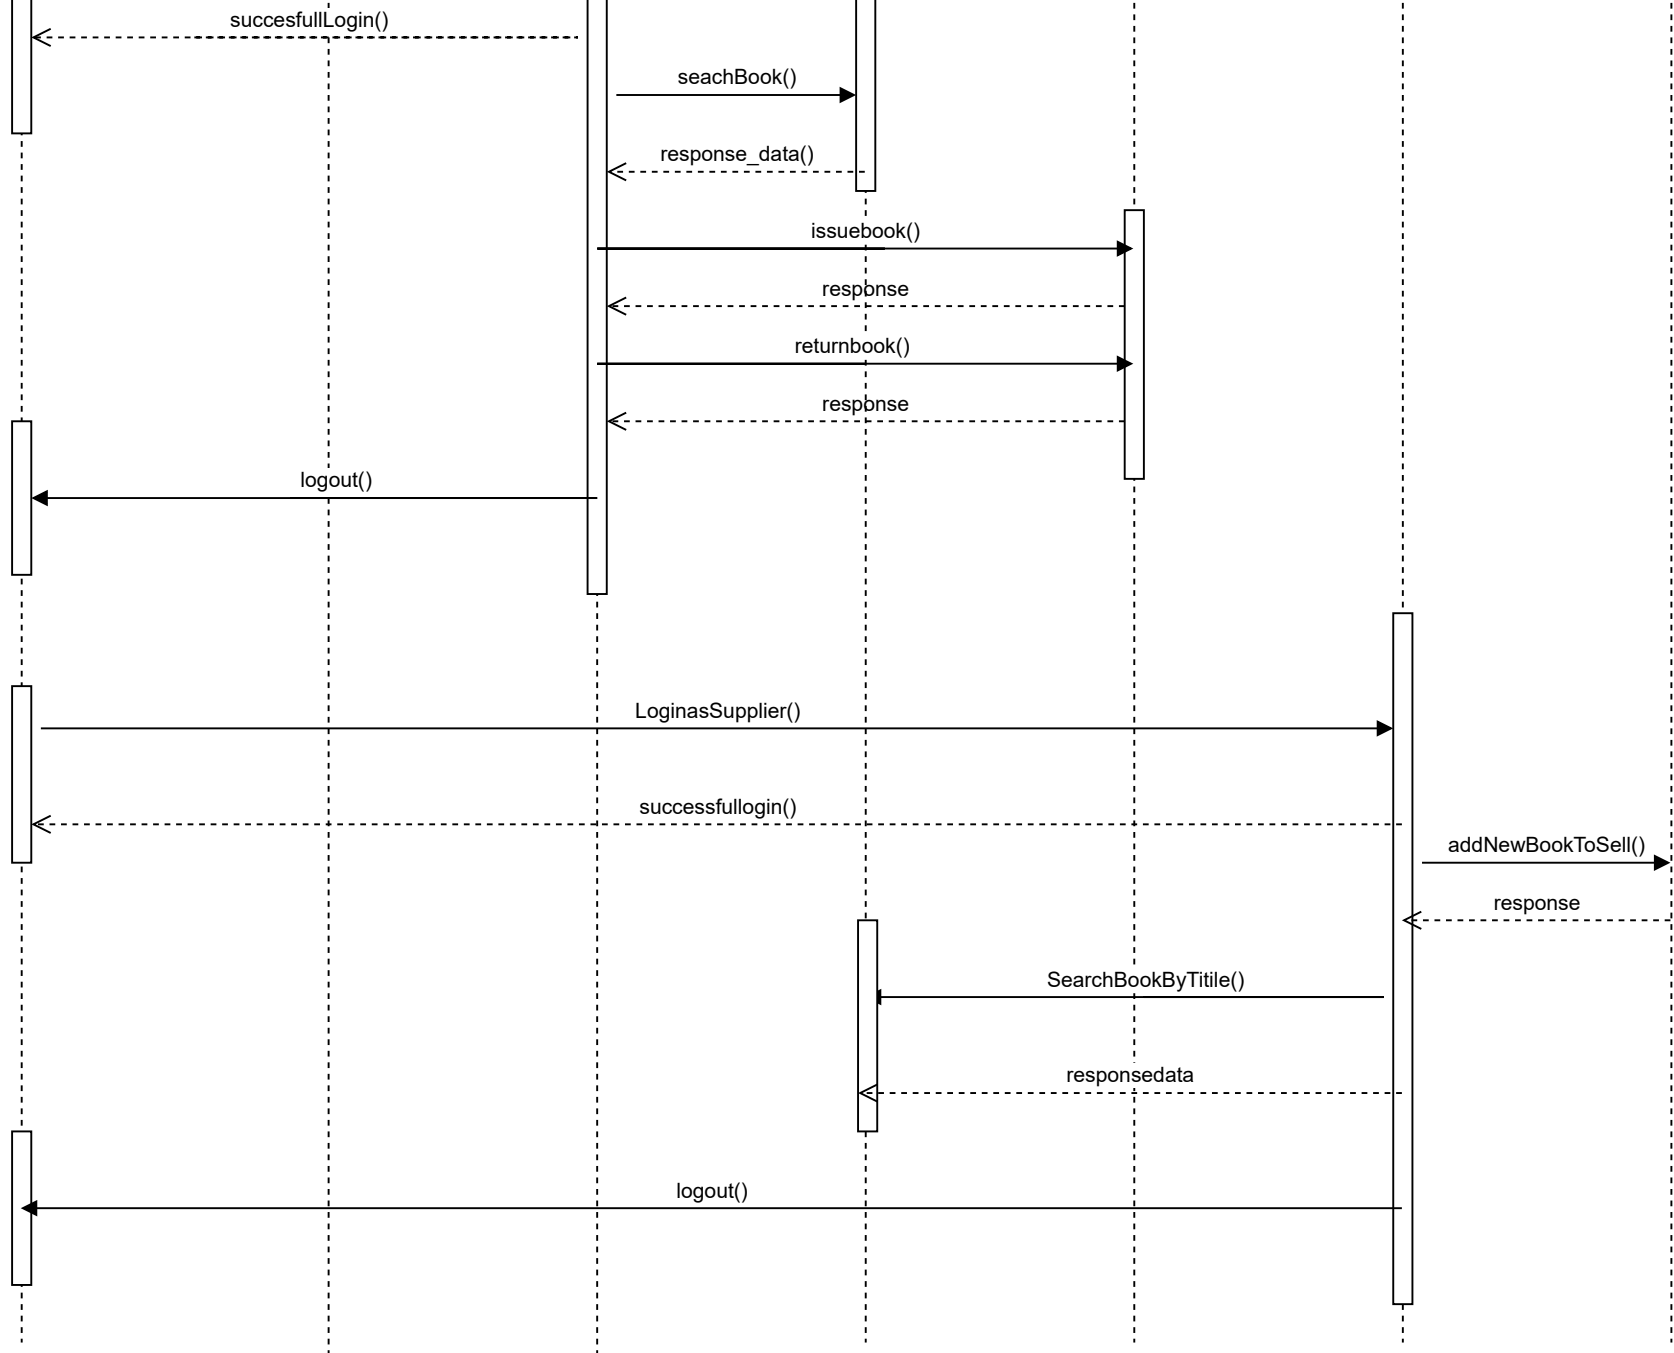 succesfullLogin()
seachBook()
response_data()
issuebook()
response
returnbook()
response
logout()
LoginasSupplier()
successfullogin()
addNewBookToSell()
response
SearchBookByTitile()
responsedata
logout()